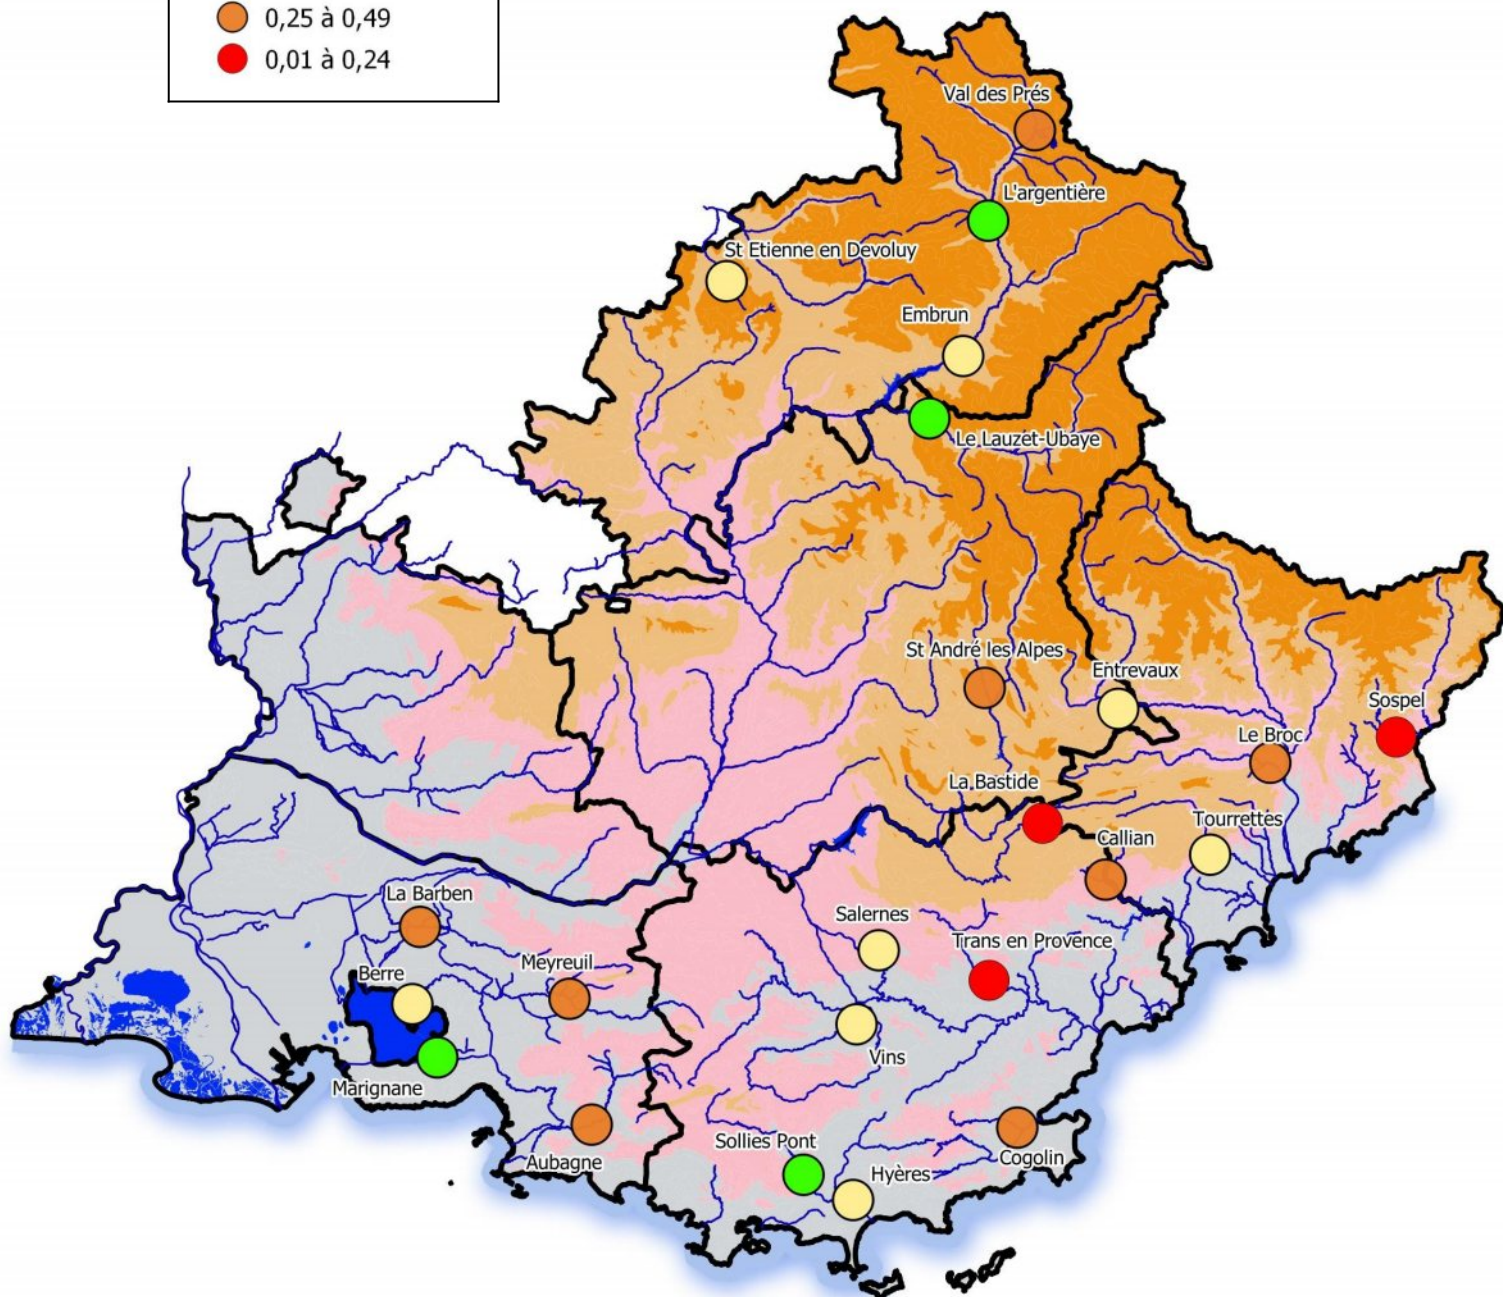 0,25 à 0,49
0,01 à 0,24
Val des Prés
L'argentière
St Etienne en Devoluy
Embrun
Le Lauzet-Ubaye
St André les Alpes
Entrevaux
Sospel
Le Broc
La Bastide
Tourrettes
Callian
La Barben
Salernes
Trans en Provence
Meyreuil
Berre
Vins
Marignane
Sollies Pont
Aubagne
Cogolin
Hyères